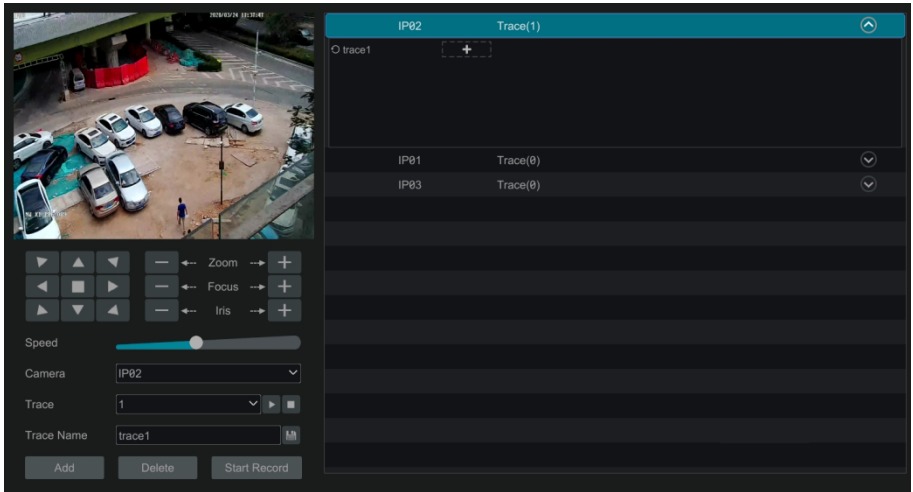 IP02 Trace(1)
trace1 +
IP01 Trace(0)
IP03 Trace(0)
Zoom
Focus
Iris
Speed
Camera IP02
Trace 1
Trace Name trace1
Add Delete Start Record